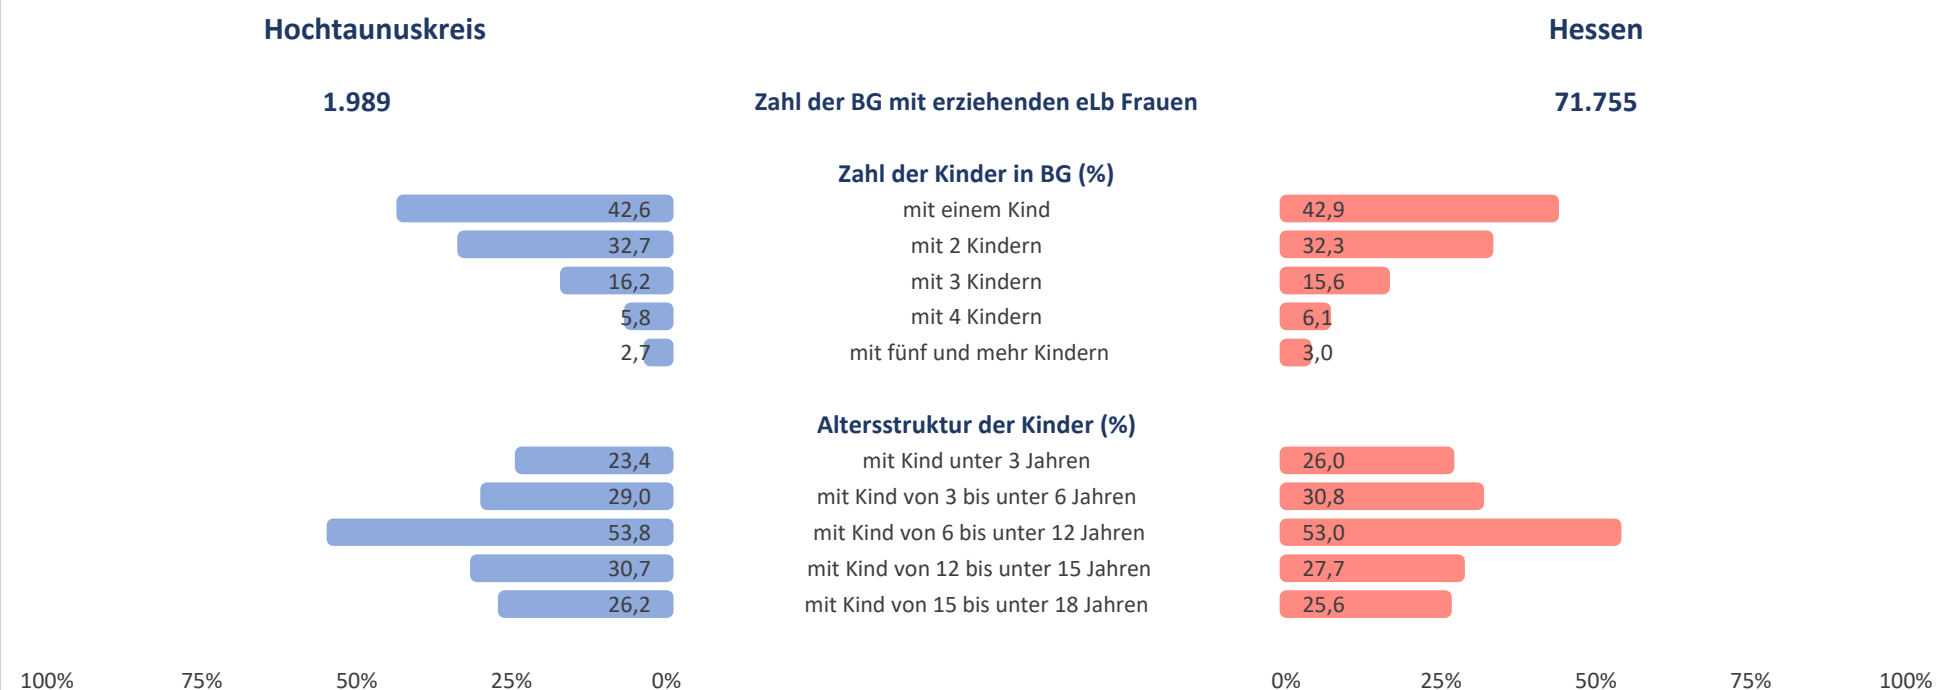 Hochtaunuskreis Hessen
1.989 Zahl der BG mit erziehenden eLb Frauen 71.755
Zahl der Kinder in BG (%)
42,6 mit einem Kind 42,9
32,7 mit 2 Kindern 32,3
16,2 mit 3 Kindern 15,6
5,8 mit 4 Kindern 6,1
2,7 mit fünf und mehr Kindern 3,0
Altersstruktur der Kinder (%)
23,4 mit Kind unter 3 Jahren 26,0
29,0 mit Kind von 3 bis unter 6 Jahren 30,8
53,8 mit Kind von 6 bis unter 12 Jahren 53,0
30,7 mit Kind von 12 bis unter 15 Jahren 27,7
26,2 mit Kind von 15 bis unter 18 Jahren 25,6
100% 75% 50% 25% 0% 0% 25% 50% 75% 100%